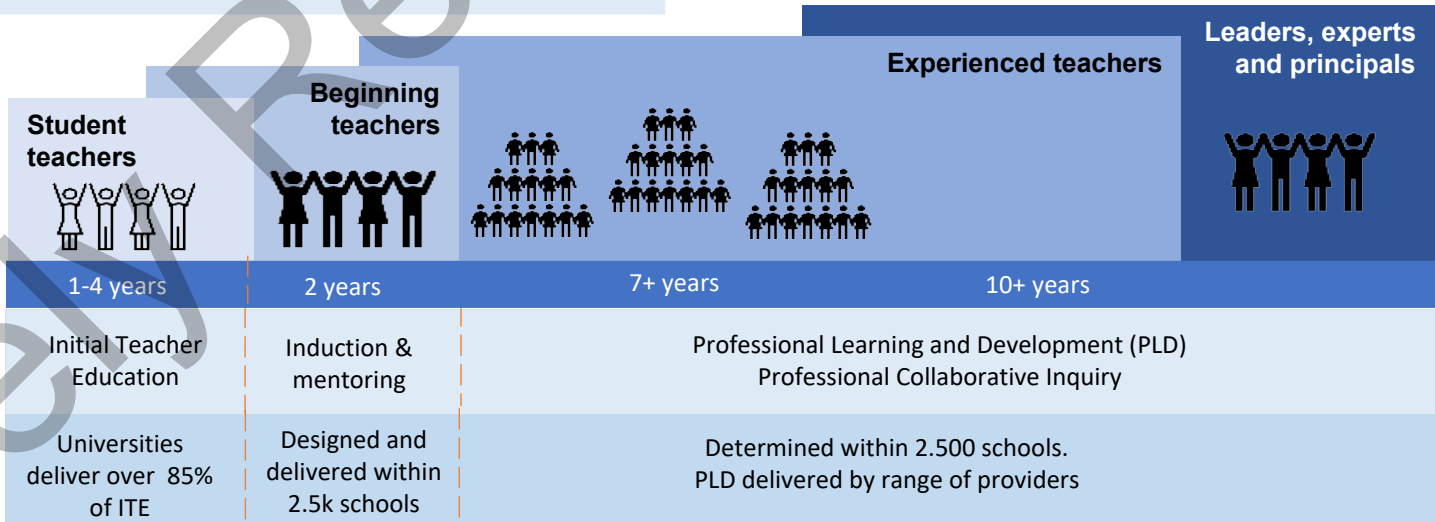 Student
teachers
Beginning
teachers
Experienced teachers
Leaders, experts
and principals
1-4 years
2 years
7+ years
10+ years
Initial Teacher
Education
Induction &
mentoring
Professional Learning and Development (PLD)
Professional Collaborative Inquiry
Universities
deliver over 85%
of ITE
Designed and
delivered within
2.5k schools
Determined within 2.500 schools.
PLD delivered by range of providers
ely Re